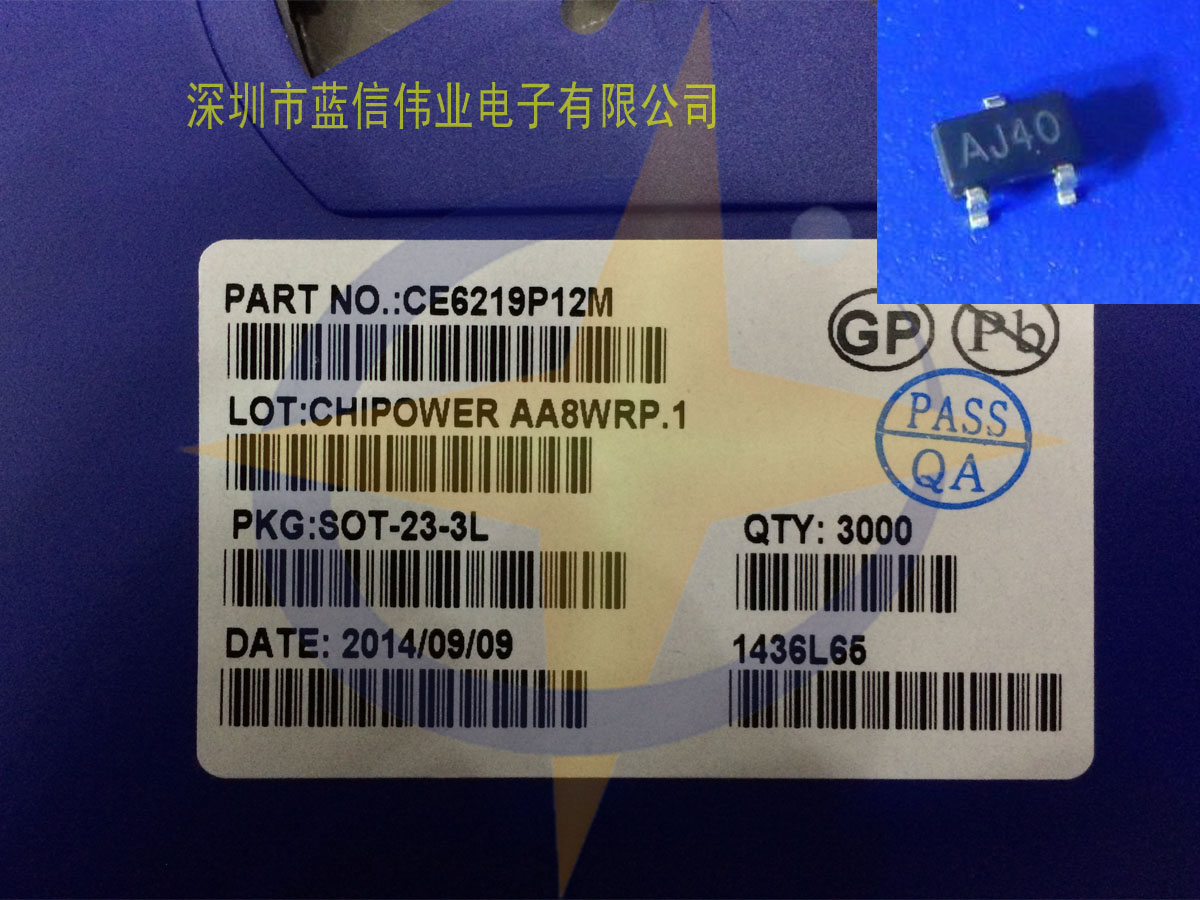 深圳市蓝信伟业电子有限公司
AJ40
PART NO.:CE6219P12M
GP Pb
LOT:CHIPOWER AA8WRP.1
PASS
QA
PKG:SOT-23-3L
QTY: 3000
DATE: 2014/09/09
1436L65